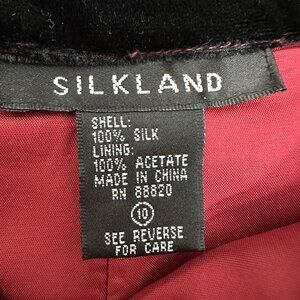 SILKLAND
SHELL:
100% SILK
LINING:
100% ACETATE
MADE IN CHINA
RN 88820
10
SEE REVERSE
FOR CARE